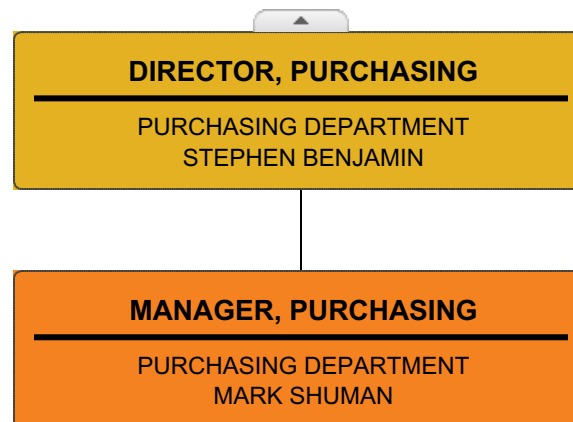 DIRECTOR, PURCHASING
PURCHASING DEPARTMENT
STEPHEN BENJAMIN
MANAGER, PURCHASING
PURCHASING DEPARTMENT
MARK SHUMAN